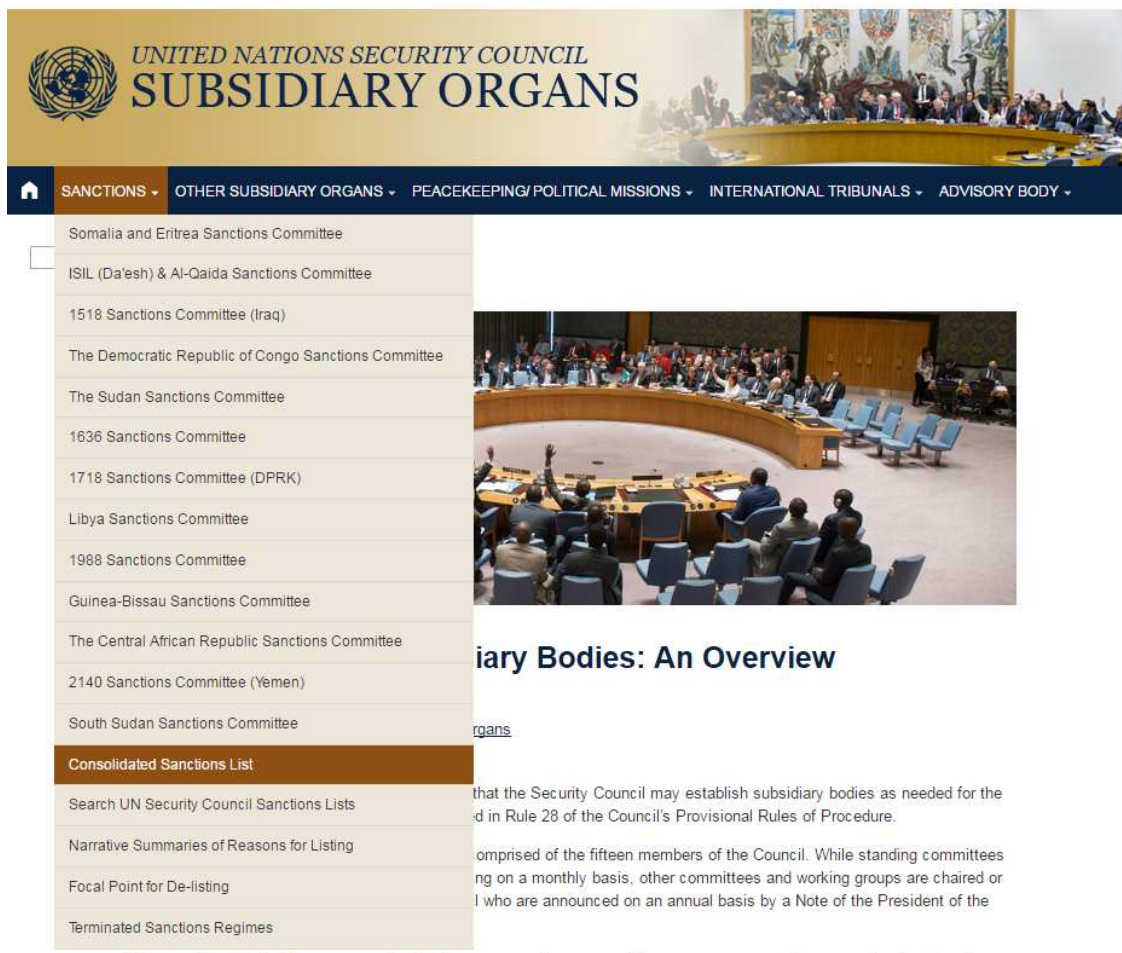 UNITED NATIONS SECURITY COUNCIL
SUBSIDIARY ORGANS
SANCTIONS OTHER SUBSIDIARY ORGANS PEACEKEEPING/ POLITICAL MISSIONS INTERNATIONAL TRIBUNALS ADVISORY BODY
Somalia and Eritrea Sanctions Committee
ISIL (Da'esh) & Al-Qaida Sanctions Committee
1518 Sanctions Committee (Iraq)
The Democratic Republic of Congo Sanctions Committee
The Sudan Sanctions Committee
1636 Sanctions Committee
1718 Sanctions Committee (DPRK)
Libya Sanctions Committee
1988 Sanctions Committee
Guinea-Bissau Sanctions Committee
The Central African Republic Sanctions Committee
2140 Sanctions Committee (Yemen)
South Sudan Sanctions Committee
Consolidated Sanctions List
Search UN Security Council Sanctions Lists
Narrative Summaries of Reasons for Listing
Focal Point for De-listing
Terminated Sanctions Regimes
iary Bodies: An Overview
rgans
that the Security Council may establish subsidiary bodies as needed for the
d in Rule 28 of the Council's Provisional Rules of Procedure.
omprised of the fifteen members of the Council. While standing committees
ng on a monthly basis, other committees and working groups are chaired or
l who are announced on an annual basis by a Note of the President of the